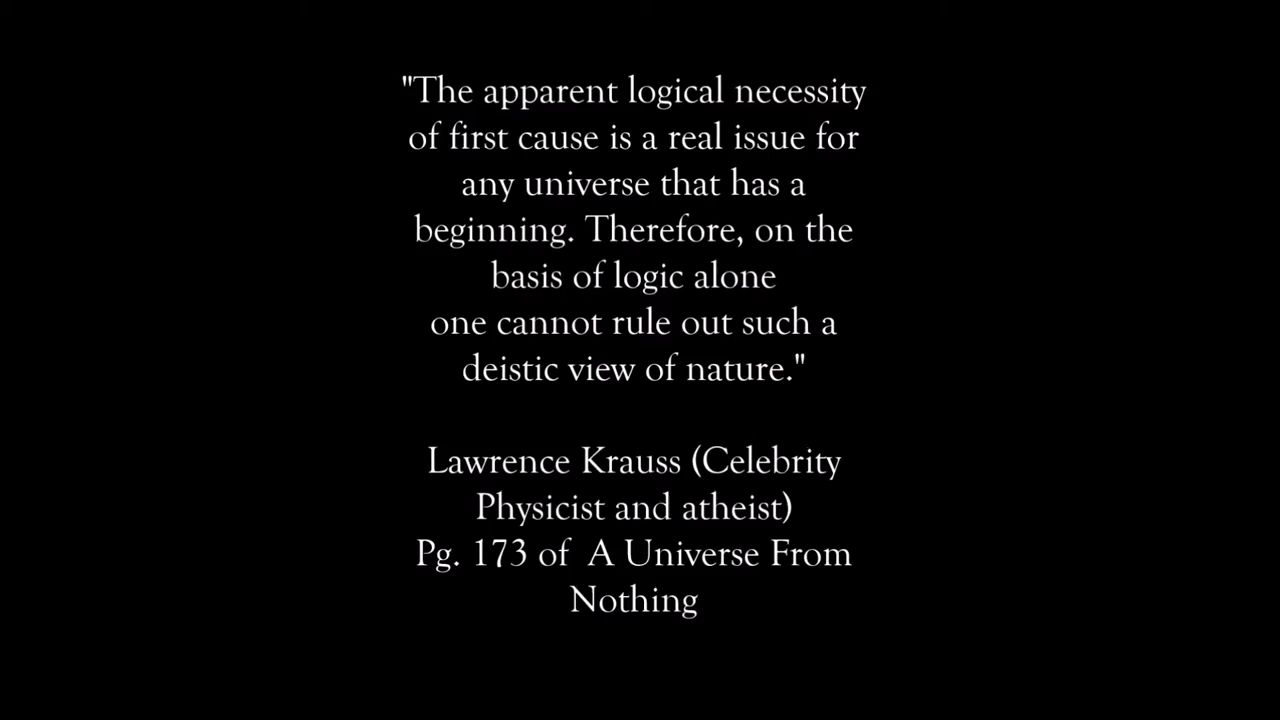 "The apparent logical necessity
of first cause is a real issue for
any universe that has a
beginning. Therefore, on the
basis of logic alone
one cannot rule out such a
deistic view of nature."
Lawrence Krauss (Celebrity
Physicist and atheist)
Pg. 173 of  A Universe From
Nothing